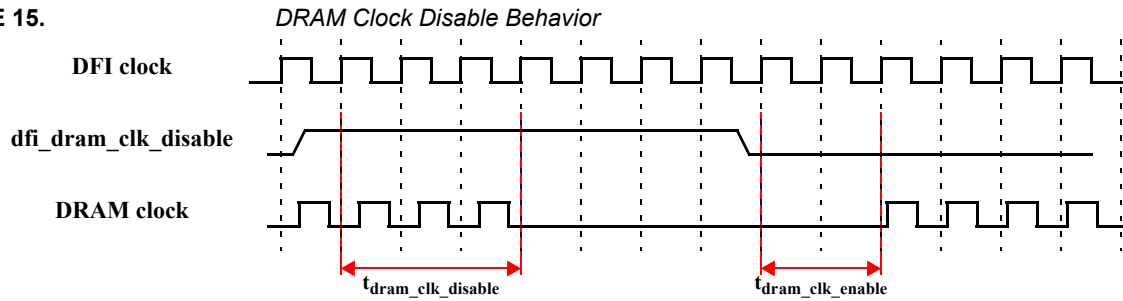 E 15. DRAM Clock Disable Behavior
DFI clock
dfi_dram_clk_disable
DRAM clock
tdram_clk_disable tdram_clk_enable